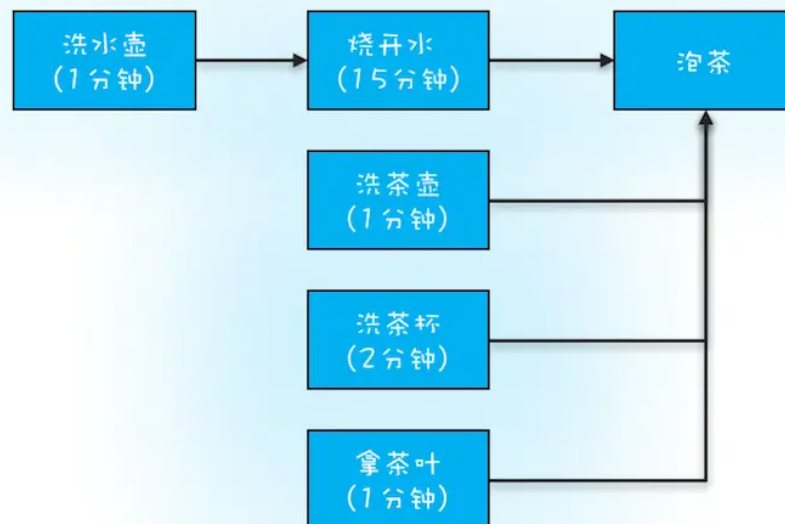 洗水壶
(1分钟)
烧开水
(15分钟)
泡茶
洗茶壶
(1分钟)
洗茶杯
(2分钟)
拿茶叶
(1分钟)